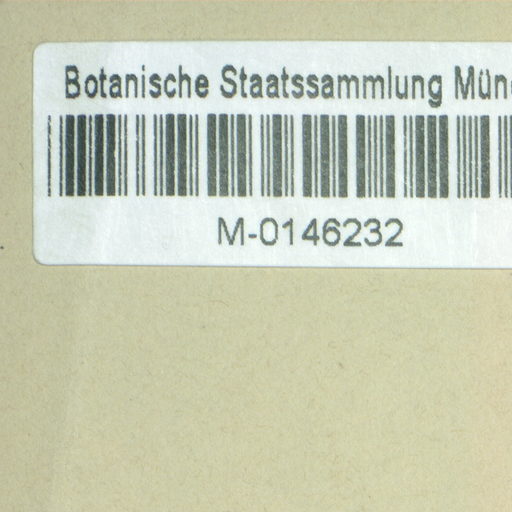 Botanische Staatssammlung Mün
M-0146232